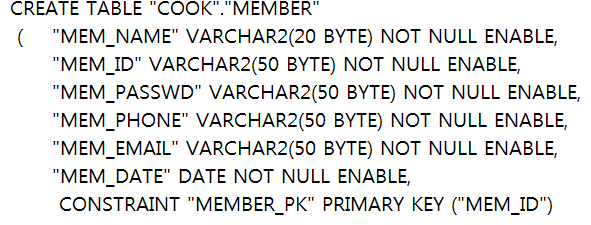 CREATE TABLE "COOK"."MEMBER"
( "MEM_NAME" VARCHAR2(20 BYTE) NOT NULL ENABLE,
"MEM_ID" VARCHAR2(50 BYTE) NOT NULL ENABLE,
"MEM_PASSWD" VARCHAR2(50 BYTE) NOT NULL ENABLE,
"MEM_PHONE" VARCHAR2(50 BYTE) NOT NULL ENABLE,
"MEM_EMAIL" VARCHAR2(50 BYTE) NOT NULL ENABLE,
"MEM_DATE" DATE NOT NULL ENABLE,
CONSTRAINT "MEMBER_PK" PRIMARY KEY ("MEM_ID")